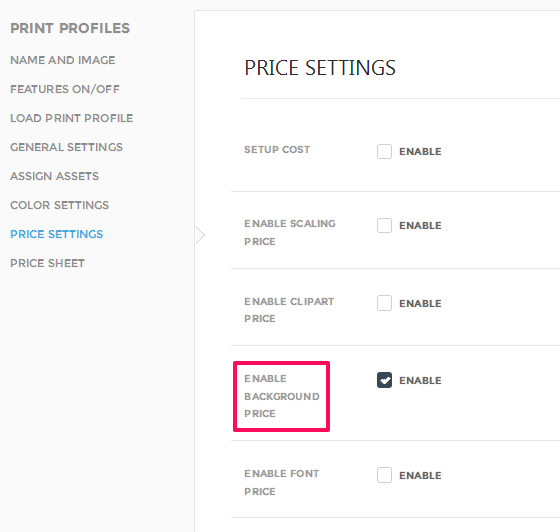 PRINT PROFILES
NAME AND IMAGE
FEATURES ON/OFF
LOAD PRINT PROFILE
GENERAL SETTINGS
ASSIGN ASSETS
COLOR SETTINGS
PRICE SETTINGS
PRICE SHEET
PRICE SETTINGS
SETUP COST
ENABLE
ENABLE SCALING
PRICE
ENABLE
ENABLE CLIPART
PRICE
ENABLE
ENABLE
BACKGROUND
PRICE
ENABLE
ENABLE FONT
PRICE
ENABLE